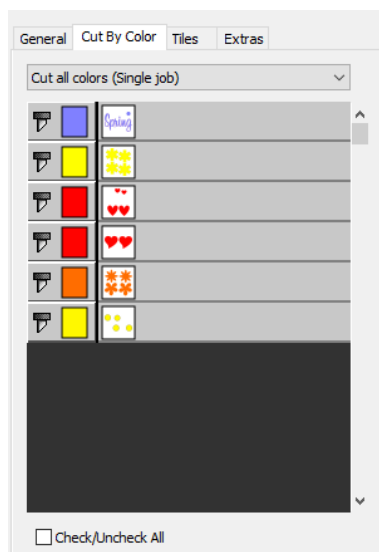 General Cut By Color Tiles Extras
Cut all colors (Single job)
Spring
Check/Uncheck All